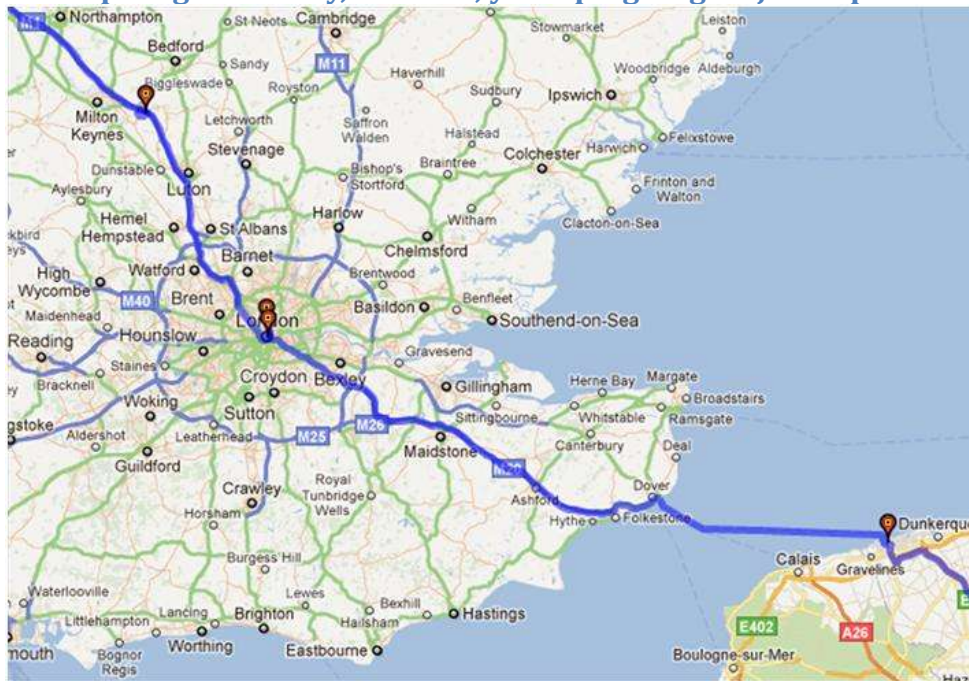 M1
Northampton
St Neots
Cambridge
Stowmarket
Leiston
Bedford
Sandy
M11
Haverhill
Woodbridge
Aldeburgh
Biggleswade
Royston
Sudbury
Ipswich
Milton
Keynes
Letchworth
Saffron
Walden
Halstead
Felixstowe
Stevenage
Harwich
Dunstable
Luton
Bishop's
Stortford
Braintree
Colchester
Aylesbury
Frinton and
Walton
Hemel
Hempstead
St Albans
Harlow
Witham
Clacton-on-Sea
Chelmsford
High
Wycombe
Watford
Barnet
Brentwood
M40
Brent
Basildon
Benfleet
Maidenhead
London
Southend-on-Sea
Reading
Hounslow
Staines
Gravesend
Bracknell
Croydon
Bexley
Gillingham
Herne Bay
Margate
Broadstairs
Woking
Sutton
Sittingbourne
Whitstable
Ramsgate
Aldershot
Leatherhead
M25
M26
Maidstone
Canterbury
Deal
Guildford
M20
Crawley
Royal
Tunbridge
Wells
Ashford
Dover
Horsham
Hythe
Folkestone
Dunkerque
Burgess Hill
Calais
Gravelines
Waterlooville
Lewes
Bexhill
Littlehampton
Lancing
Brighton
Hailsham
Hastings
E402
A26
Worthing
Bognor
Regis
Eastbourne
Boulogne-sur-Mer